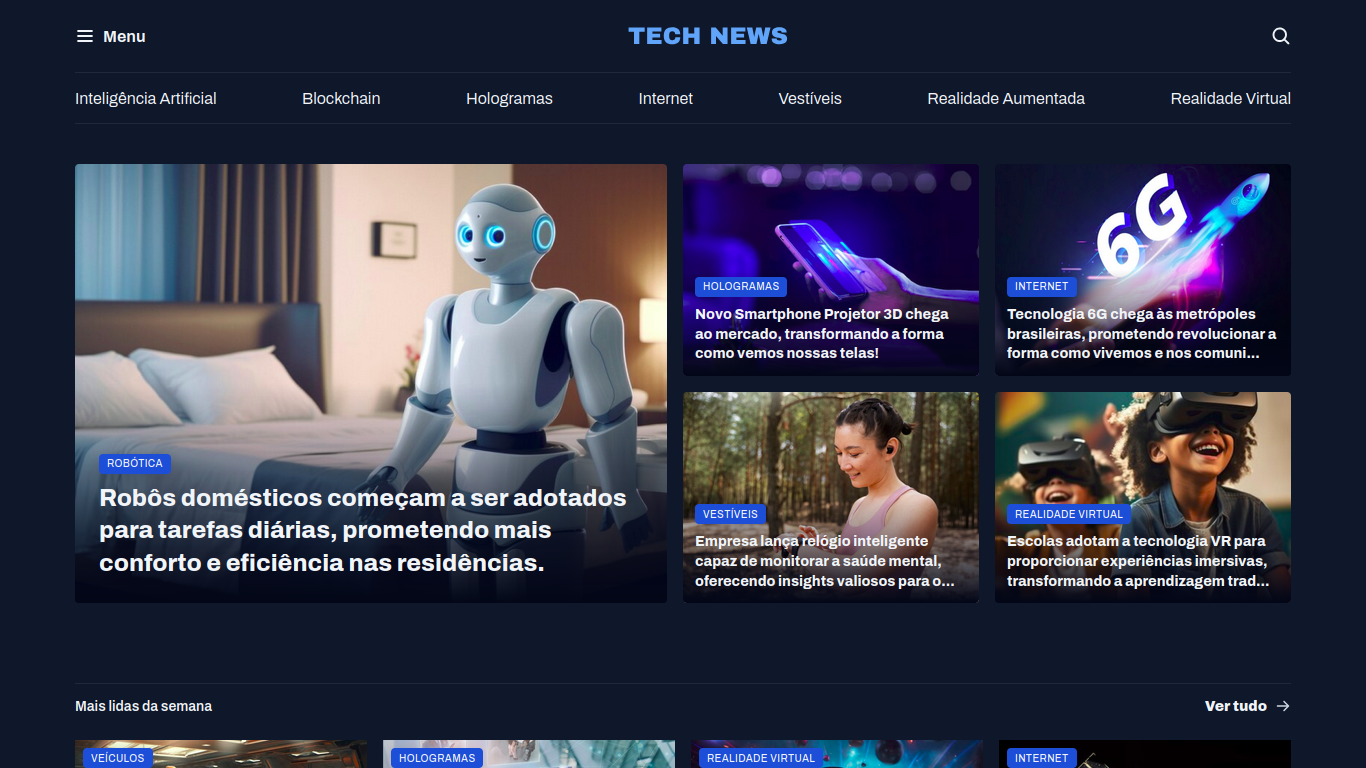 Menu
TECH NEWS
Inteligência Artificial
Blockchain
Hologramas
Internet
Vestíveis
Realidade Aumentada
Realidade Virtual
ROBÓTICA
Robôs domésticos começam a ser adotados
para tarefas diárias, prometendo mais
conforto e eficiência nas residências.
HOLOGRAMAS
Novo Smartphone Projetor 3D chega
ao mercado, transformando a forma
como vemos nossas telas!
6G
INTERNET
Tecnologia 6G chega às metrópoles
brasileiras, prometendo revolucionar a
forma como vivemos e nos comuni...
VESTÍVEIS
Empresa lança relógio inteligente
capaz de monitorar a saúde mental,
oferecendo insights valiosos para o...
REALIDADE VIRTUAL
Escolas adotam a tecnologia VR para
proporcionar experiências imersivas,
transformando a aprendizagem trad...
Mais lidas da semana
Ver tudo
VEÍCULOS
HOLOGRAMAS
REALIDADE VIRTUAL
INTERNET